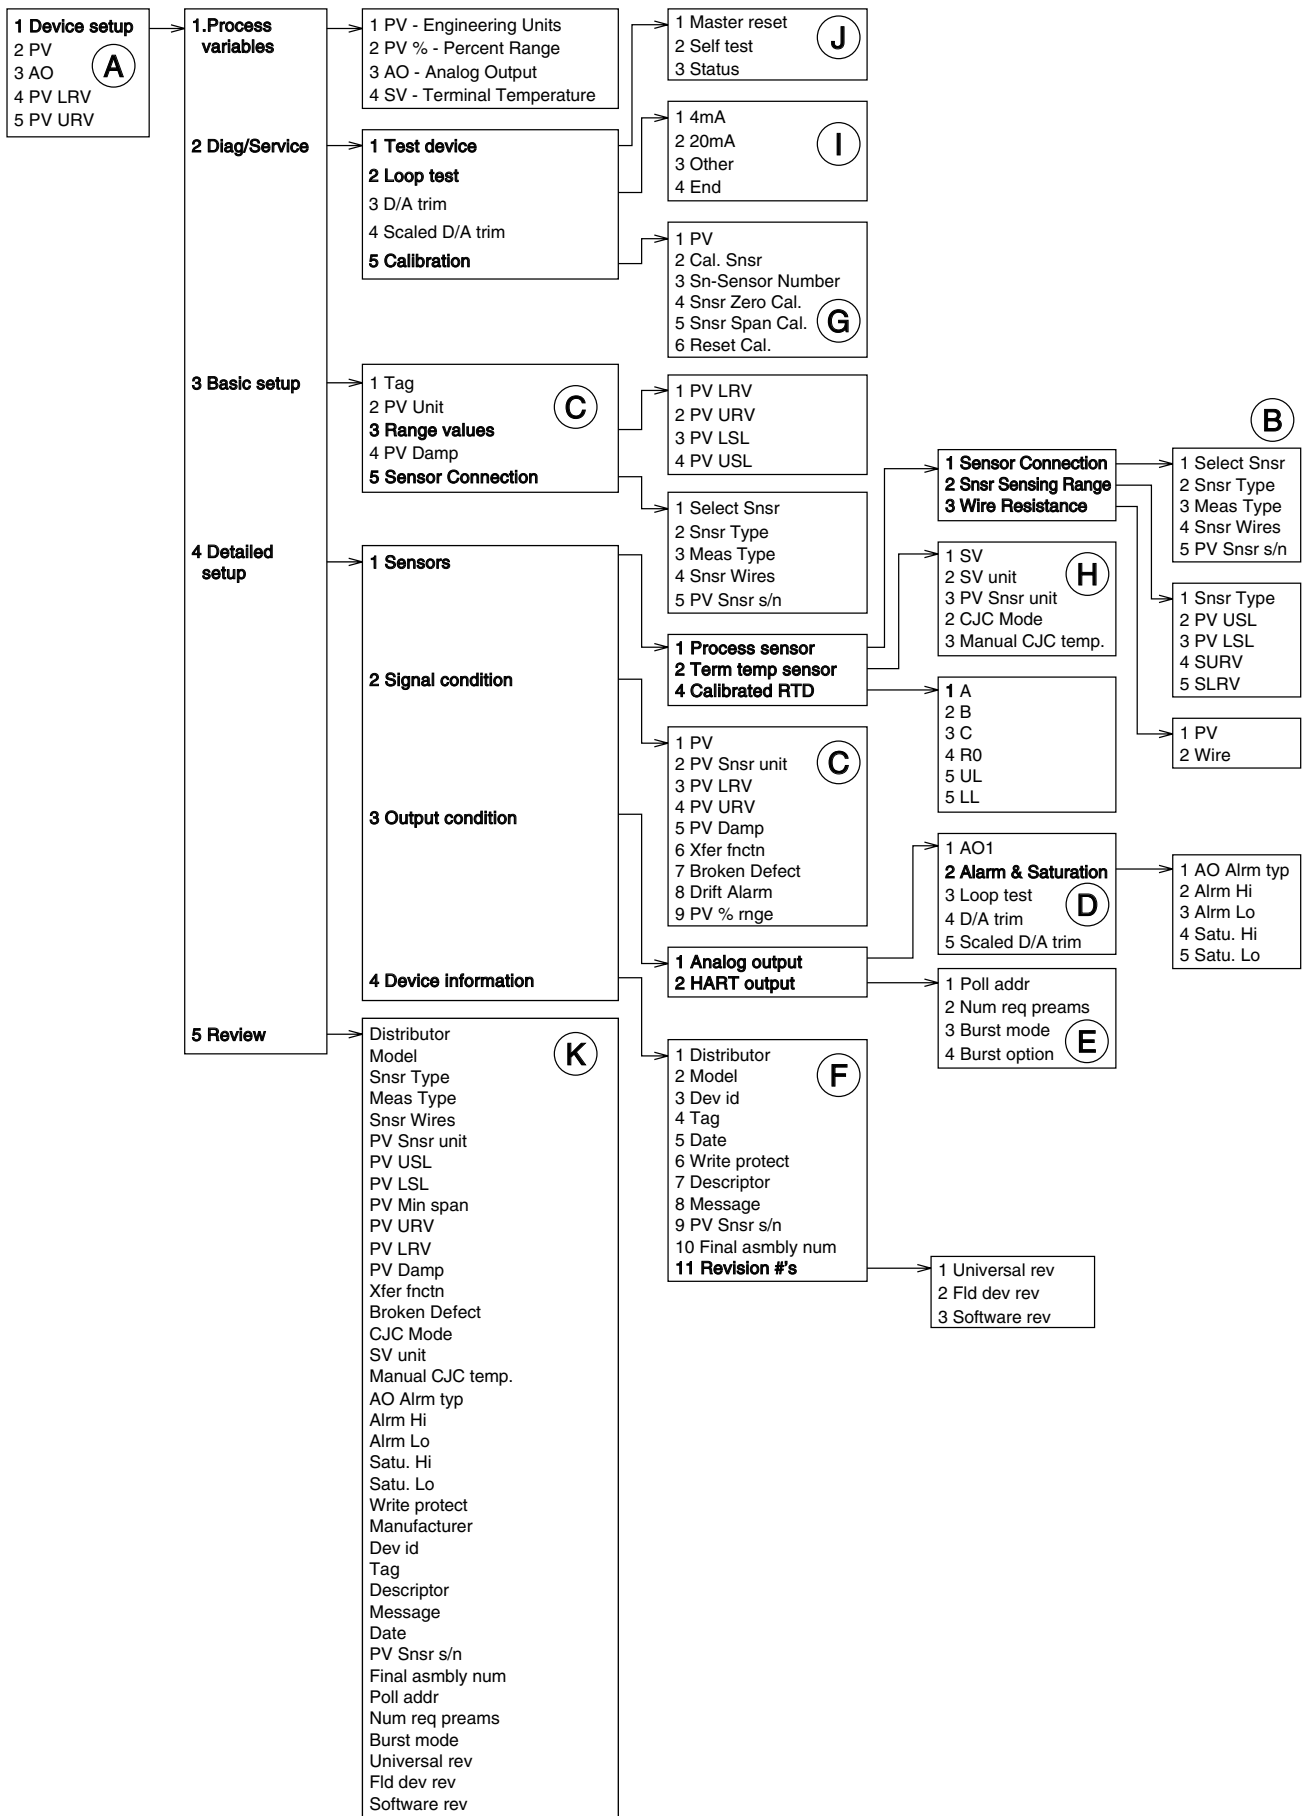 1 Device setup
2 PV
3 AO
4 PV LRV
5 PV URV
A
1.Process
variables
2 Diag/Service
3 Basic setup
4 Detailed
setup
5 Review
1 PV - Engineering Units
2 PV % - Percent Range
3 AO - Analog Output
4 SV - Terminal Temperature
1 Test device
2 Loop test
3 D/A trim
4 Scaled D/A trim
5 Calibration
1 Master reset
2 Self test
3 Status
J
1 4mA
2 20mA
3 Other
4 End
I
1 PV
2 Cal. Snsr
3 Sn-Sensor Number
4 Snsr Zero Cal.
5 Snsr Span Cal.
6 Reset Cal.
G
1 Tag
2 PV Unit
3 Range values
4 PV Damp
5 Sensor Connection
C
1 PV LRV
2 PV URV
3 PV LSL
4 PV USL
1 Select Snsr
2 Snsr Type
3 Meas Type
4 Snsr Wires
5 PV Snsr s/n
1 Sensors
2 Signal condition
3 Output condition
4 Device information
1 Process sensor
2 Term temp sensor
4 Calibrated RTD
1 Sensor Connection
2 Snsr Sensing Range
3 Wire Resistance
B
1 Select Snsr
2 Snsr Type
3 Meas Type
4 Snsr Wires
5 PV Snsr s/n
1 Snsr Type
2 PV USL
3 PV LSL
4 SURV
5 SLRV
1 PV
2 Wire
1 SV
2 SV unit
3 PV Snsr unit
2 CJC Mode
3 Manual CJC temp.
H
1 A
2 B
3 C
4 R0
5 UL
5 LL
1 PV
2 PV Snsr unit
3 PV LRV
4 PV URV
5 PV Damp
6 Xfer fnctn
7 Broken Defect
8 Drift Alarm
9 PV % rnge
C
1 Analog output
2 HART output
1 AO1
2 Alarm & Saturation
3 Loop test
4 D/A trim
5 Scaled D/A trim
D
1 AO Alrm typ
2 Alrm Hi
3 Alrm Lo
4 Satu. Hi
5 Satu. Lo
1 Poll addr
2 Num req preams
3 Burst mode
4 Burst option
E
1 Distributor
2 Model
3 Dev id
4 Tag
5 Date
6 Write protect
7 Descriptor
8 Message
9 PV Snsr s/n
10 Final asmbly num
11 Revision #'s
F
1 Universal rev
2 Fld dev rev
3 Software rev
Distributor
Model
Snsr Type
Meas Type
Snsr Wires
PV Snsr unit
PV USL
PV LSL
PV Min span
PV URV
PV LRV
PV Damp
Xfer fnctn
Broken Defect
CJC Mode
SV unit
Manual CJC temp.
AO Alrm typ
Alrm Hi
Alrm Lo
Satu. Hi
Satu. Lo
Write protect
Manufacturer
Dev id
Tag
Descriptor
Message
Date
PV Snsr s/n
Final asmbly num
Poll addr
Num req preams
Burst mode
Universal rev
Fld dev rev
Software rev
K